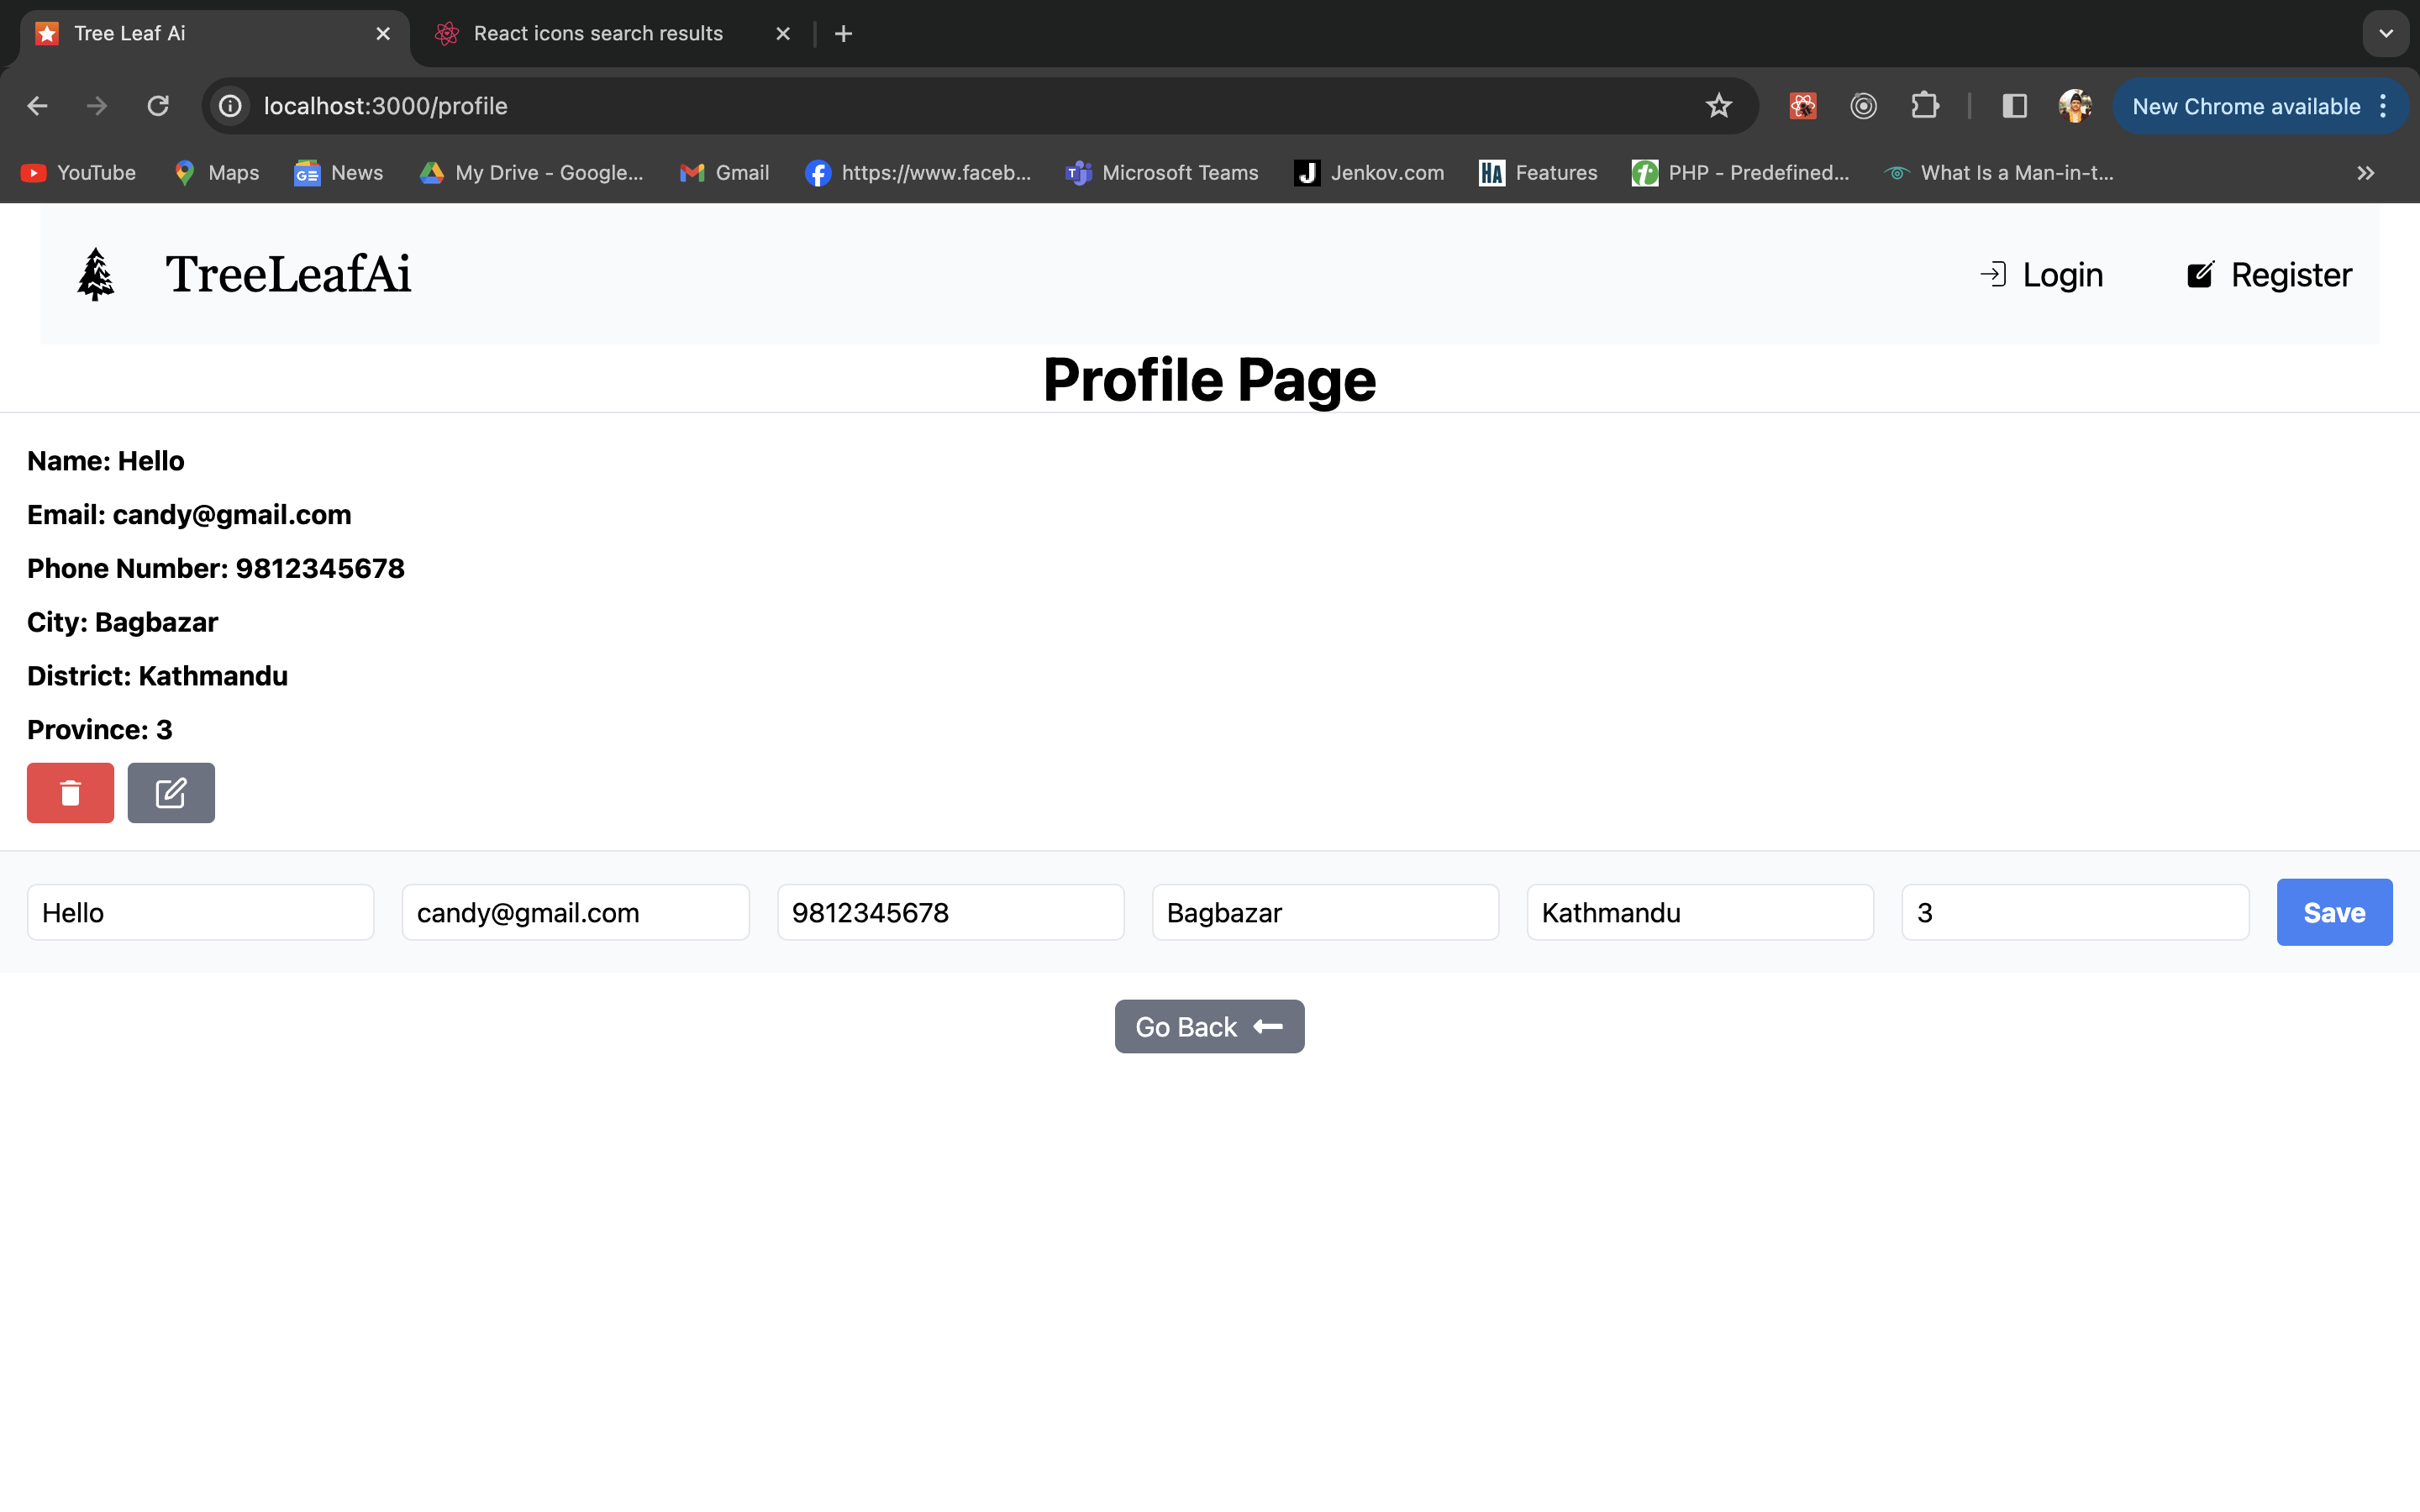 Tree Leaf Ai
React icons search results
localhost:3000/profile
New Chrome available
YouTube
Maps
GE News
My Drive - Google...
Gmail
https://www.faceb...
Microsoft Teams
J Jenkov.com
HA Features
PHP - Predefined...
What Is a Man-in-t...
TreeLeafAi
Login
Register
Profile Page
Name: Hello
Email: candy@gmail.com
Phone Number: 9812345678
City: Bagbazar
District: Kathmandu
Province: 3
Hello
candy@gmail.com
9812345678
Bagbazar
Kathmandu
3
Save
Go Back